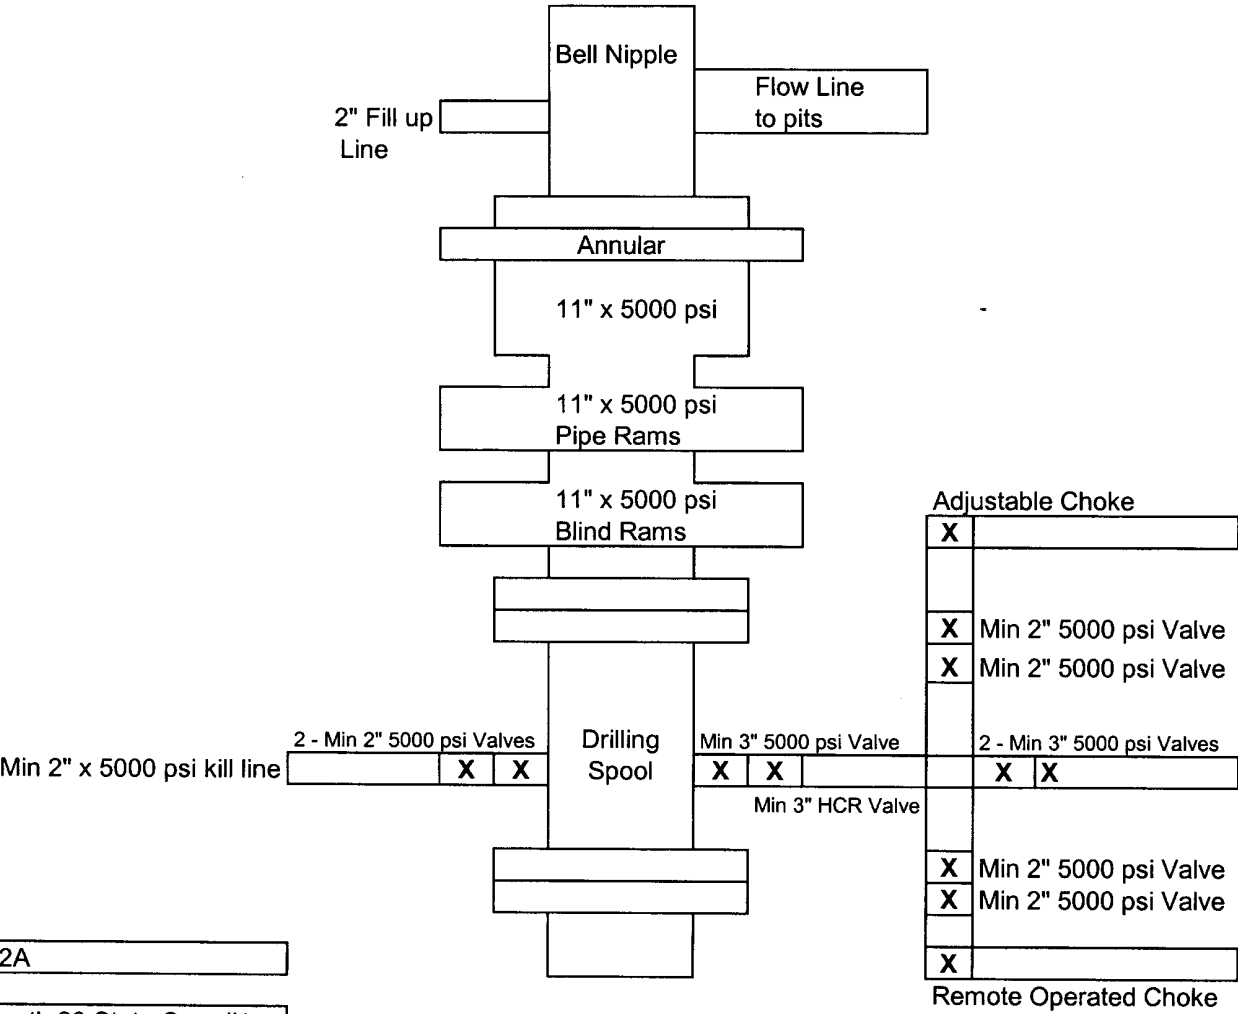 Bell Nipple
Flow Line
to pits
2" Fill up
Line
Annular
11" x 5000 psi
11" x 5000 psi
Pipe Rams
11" x 5000 psi
Blind Rams
Adjustable Choke
X
X Min 2" 5000 psi Valve
X Min 2" 5000 psi Valve
2 - Min 2" 5000 psi Valves
Drilling
Spool
Min 3" 5000 psi Valve
2 - Min 3" 5000 psi Valves
Min 2" x 5000 psi kill line
X X
X X
X X
Min 3" HCR Valve
X Min 2" 5000 psi Valve
X Min 2" 5000 psi Valve
2A
X
Remote Operated Choke